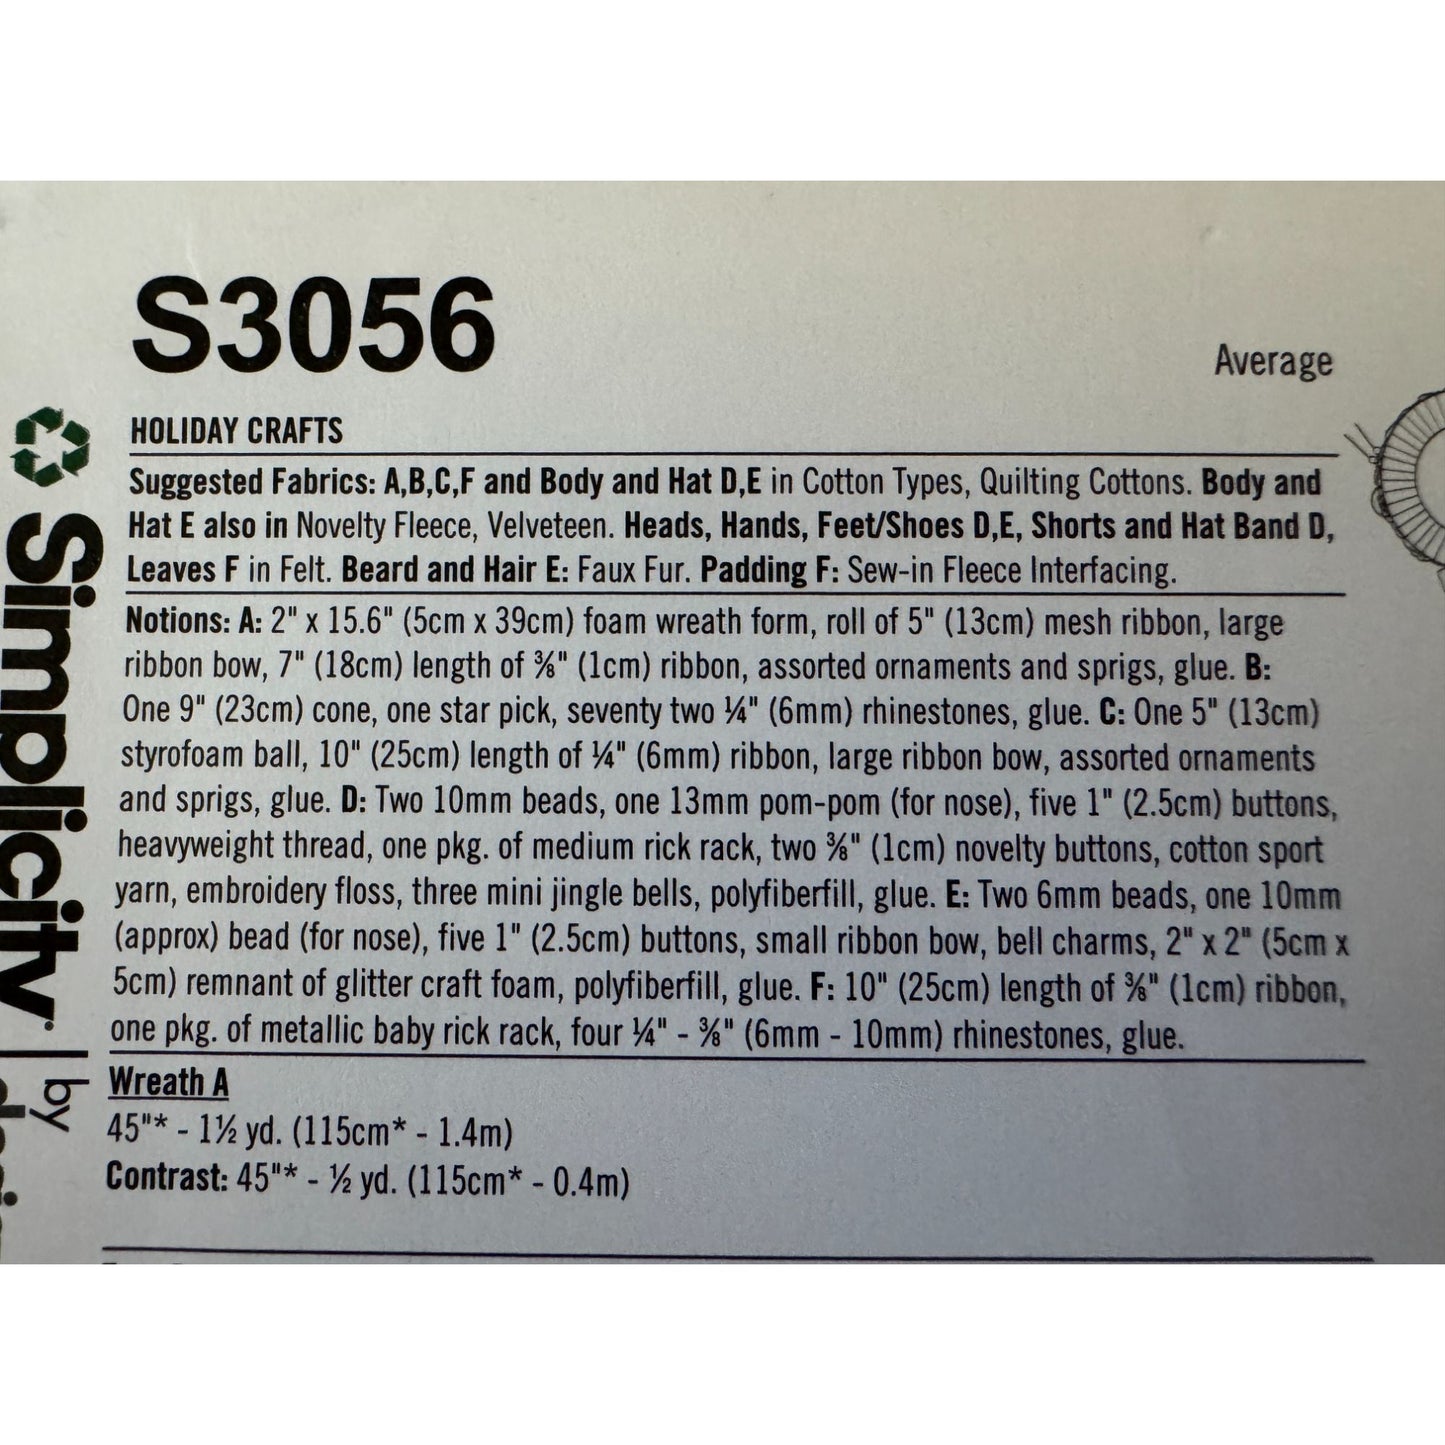 S3056
Average
HOLIDAY CRAFTS
Suggested Fabrics: A,B,C,F and Body and Hat D,E in Cotton Types, Quilting Cottons. Body and
Hat E also in Novelty Fleece, Velveteen. Heads, Hands, Feet/Shoes D,E, Shorts and Hat Band D,
Leaves F in Felt. Beard and Hair E: Faux Fur. Padding F: Sew-in Fleece Interfacing.
Notions: A: 2" x 15.6" (5cm x 39cm) foam wreath form, roll of 5" (13cm) mesh ribbon, large
ribbon bow, 7" (18cm) length of ⅜" (1cm) ribbon, assorted ornaments and sprigs, glue. B:
One 9" (23cm) cone, one star pick, seventy two ¼" (6mm) rhinestones, glue. C: One 5" (13cm)
styrofoam ball, 10" (25cm) length of ¼" (6mm) ribbon, large ribbon bow, assorted ornaments
and sprigs, glue. D: Two 10mm beads, one 13mm pom-pom (for nose), five 1" (2.5cm) buttons,
heavyweight thread, one pkg. of medium rick rack, two ⅜" (1cm) novelty buttons, cotton sport
yarn, embroidery floss, three mini jingle bells, polyfiberfill, glue. E: Two 6mm beads, one 10mm
(approx) bead (for nose), five 1" (2.5cm) buttons, small ribbon bow, bell charms, 2" x 2" (5cm x
5cm) remnant of glitter craft foam, polyfiberfill, glue. F: 10" (25cm) length of ⅜" (1cm) ribbon,
one pkg. of metallic baby rick rack, four ¼" - ⅜" (6mm - 10mm) rhinestones, glue.
Wreath A
45"* - 1½ yd. (115cm* - 1.4m)
Contrast: 45"* - ½ yd. (115cm* - 0.4m)
Simplicity | by